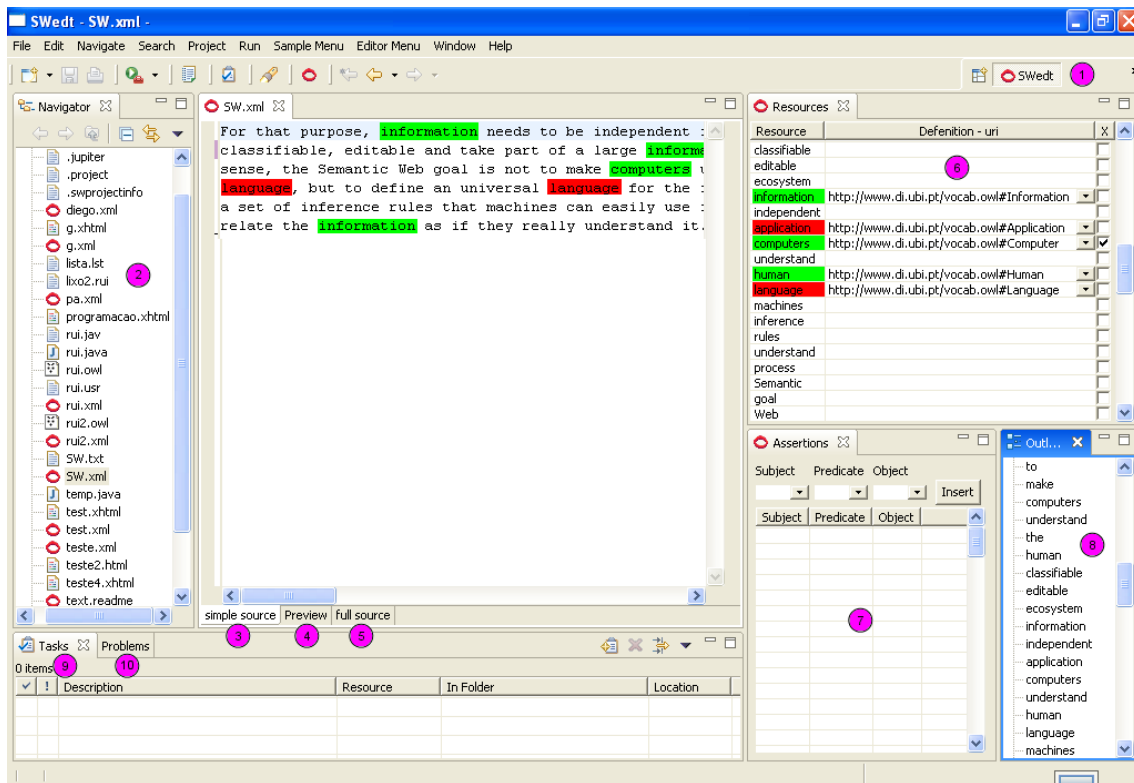 SWedt - SW.xml -
File Edit Navigate Search Project Run Sample Menu Editor Menu Window Help
SWedt
1
Navigator
.jupiter
.project
.swprojectinfo
diego.xml
g.xhtml
g.xml
lista.lst
lixo2.rui
2
pa.xml
programacao.xhtml
rui.jav
rui.java
rui.owl
rui.usr
rui.xml
rui2.owl
rui2.xml
SW.txt
SW.xml
temp.java
test.xhtml
test.xml
teste.xml
teste2.html
teste4.xhtml
text.readme
SW.xml
For that purpose, information needs to be independent
classifiable, editable and take part of a large informa
sense, the Semantic Web goal is not to make computers
language, but to define an universal language for the
a set of inference rules that machines can easily use
relate the information as if they really understand it.
simple source Preview full source
3 4 5
Resources
Resource Defenition - uri X
classifiable
editable
6
ecosystem
information http://www.di.ubi.pt/vocab.owl#Information
independent
application http://www.di.ubi.pt/vocab.owl#Application
computers http://www.di.ubi.pt/vocab.owl#Computer
understand
human http://www.di.ubi.pt/vocab.owl#Human
language http://www.di.ubi.pt/vocab.owl#Language
machines
inference
rules
understand
process
Semantic
goal
Web
Assertions
Subject Predicate Object
Insert
Subject Predicate Object
7
Outl...
to
make
computers
understand
the
human
8
classifiable
editable
ecosystem
information
independent
application
computers
understand
human
language
machines
Tasks Problems
0 items
9 10
! Description Resource In Folder Location